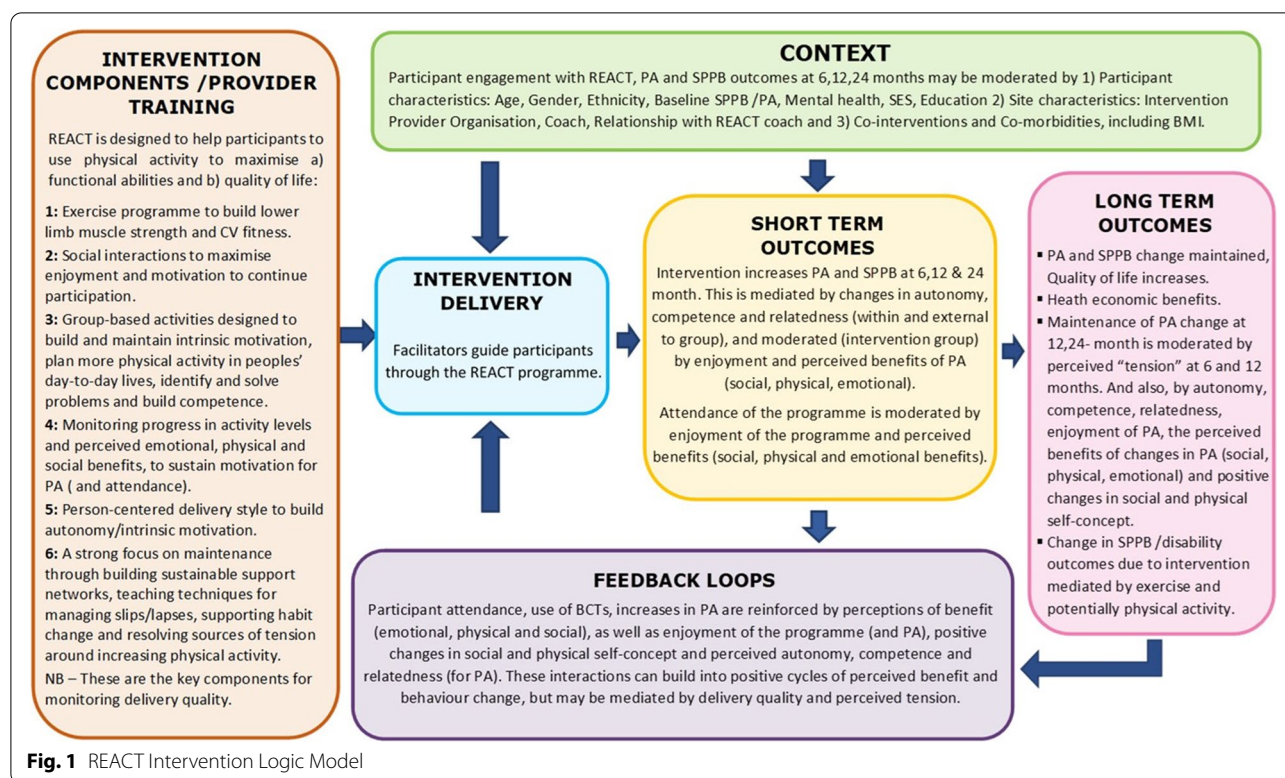 INTERVENTION
COMPONENTS /PROVIDER
TRAINING
REACT is designed to help participants to
use physical activity to maximise a)
functional abilities and b) quality of life:
1: Exercise programme to build lower
limb muscle strength and CV fitness.
2: Social interactions to maximise
enjoyment and motivation to continue
participation.
3: Group-based activities designed to
build and maintain intrinsic motivation,
plan more physical activity in peoples'
day-to-day lives, identify and solve
problems and build competence.
4: Monitoring progress in activity levels
and perceived emotional, physical and
social benefits, to sustain motivation for
PA ( and attendance).
5: Person-centered delivery style to build
autonomy/intrinsic motivation.
6: A strong focus on maintenance
through building sustainable support
networks, teaching techniques for
managing slips/lapses, supporting habit
change and resolving sources of tension
around increasing physical activity.
NB – These are the key components for
monitoring delivery quality.
CONTEXT
Participant engagement with REACT, PA and SPPB outcomes at 6,12,24 months may be moderated by 1) Participant
characteristics: Age, Gender, Ethnicity, Baseline SPPB /PA, Mental health, SES, Education 2) Site characteristics: Intervention
Provider Organisation, Coach, Relationship with REACT coach and 3) Co-interventions and Co-morbidities, including BMI.
INTERVENTION
DELIVERY
Facilitators guide participants
through the REACT programme.
SHORT TERM
OUTCOMES
Intervention increases PA and SPPB at 6,12 & 24
month. This is mediated by changes in autonomy,
competence and relatedness (within and external
to group), and moderated (intervention group)
by enjoyment and perceived benefits of PA
(social, physical, emotional).
Attendance of the programme is moderated by
enjoyment of the programme and perceived
benefits (social, physical and emotional benefits).
LONG TERM
OUTCOMES
▪ PA and SPPB change maintained,
Quality of life increases.
▪ Heath economic benefits.
▪ Maintenance of PA change at
12,24- month is moderated by
perceived "tension" at 6 and 12
months. And also, by autonomy,
competence, relatedness,
enjoyment of PA, the perceived
benefits of changes in PA (social,
physical, emotional) and positive
changes in social and physical
self-concept.
▪ Change in SPPB /disability
outcomes due to intervention
mediated by exercise and
potentially physical activity.
FEEDBACK LOOPS
Participant attendance, use of BCTs, increases in PA are reinforced by perceptions of benefit
(emotional, physical and social), as well as enjoyment of the programme (and PA), positive
changes in social and physical self-concept and perceived autonomy, competence and
relatedness (for PA). These interactions can build into positive cycles of perceived benefit and
behaviour change, but may be mediated by delivery quality and perceived tension.
Fig. 1 REACT Intervention Logic Model